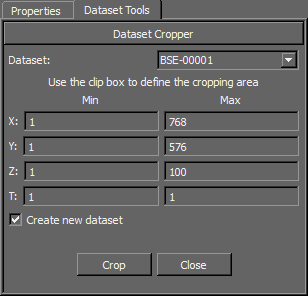 Properties Dataset Tools
Dataset Cropper
Dataset: BSE-00001
Use the clip box to define the cropping area
Min Max
X: 1 768
Y: 1 576
Z: 1 100
T: 1 1
Create new dataset
Crop Close